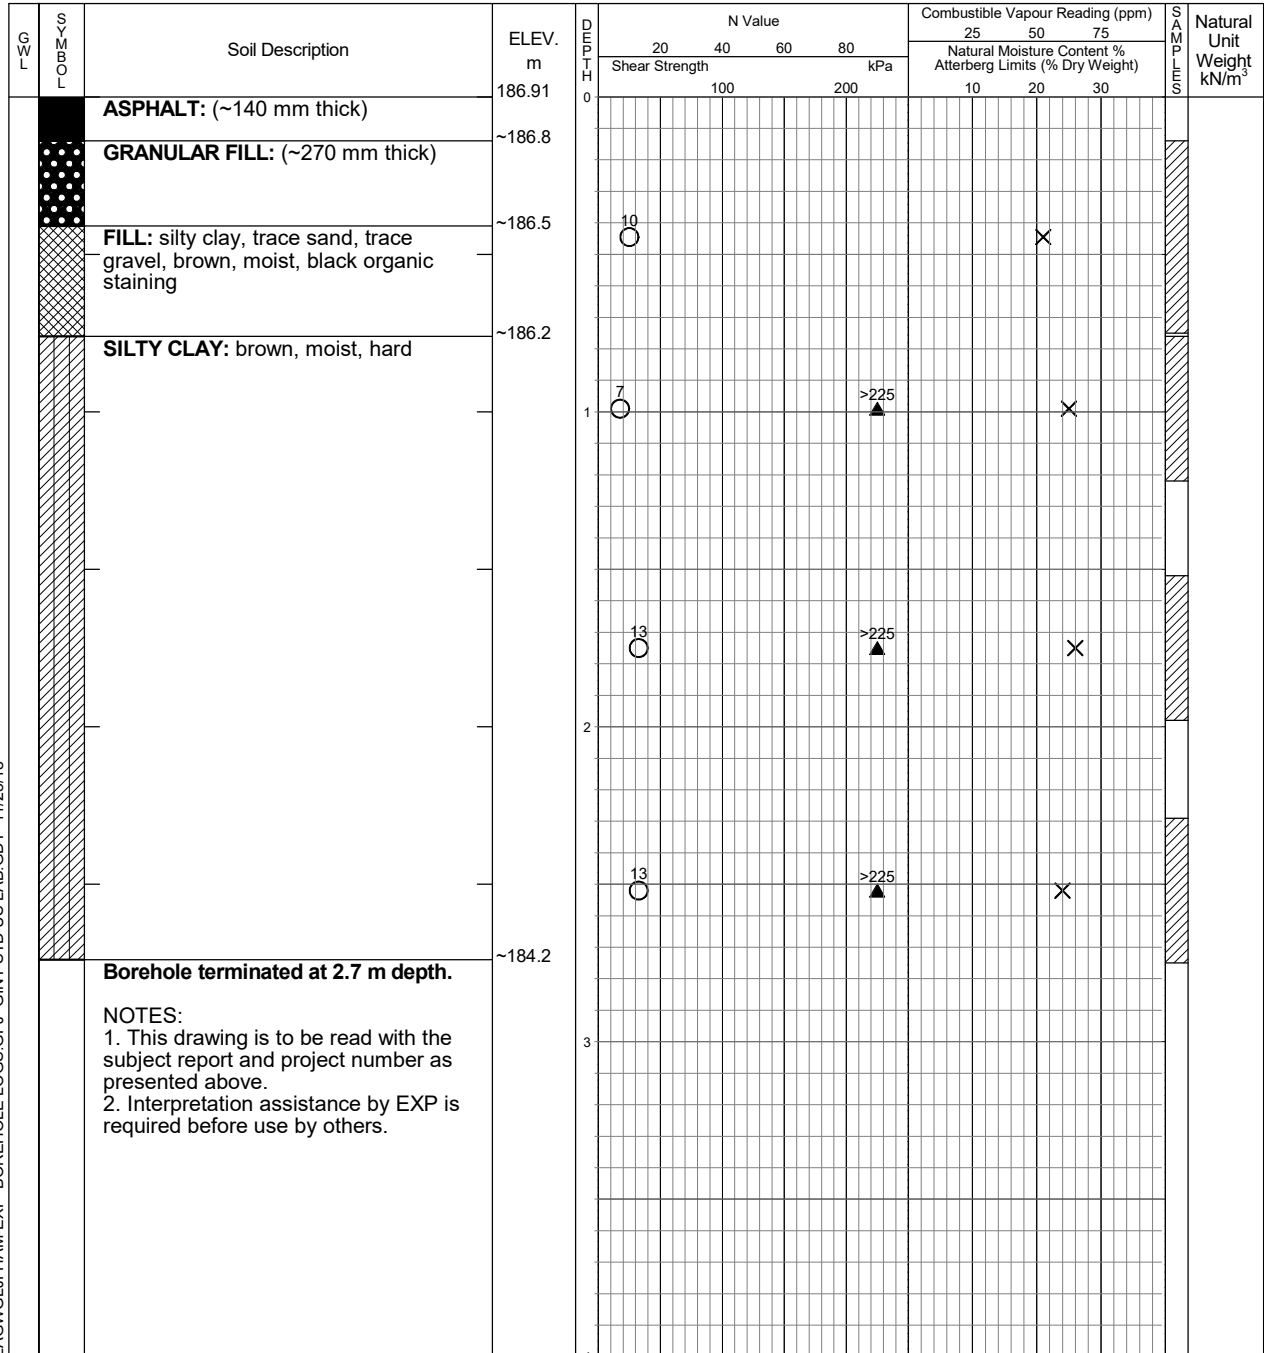 GWL
SYMBOL
Soil Description
ELEV.
m
DEPTH
N Value
20 40 60 80
Shear Strength kPa
100 200
Combustible Vapour Reading (ppm)
25 50 75
Natural Moisture Content %
Atterberg Limits (% Dry Weight)
10 20 30
SAMPLES
Natural
Unit
Weight
kN/m³
186.91
0
ASPHALT: (~140 mm thick)
~186.8
GRANULAR FILL: (~270 mm thick)
~186.5
10
FILL: silty clay, trace sand, trace
gravel, brown, moist, black organic
staining
~186.2
SILTY CLAY: brown, moist, hard
7
>225
1
13
>225
2
13
>225
~184.2
Borehole terminated at 2.7 m depth.
NOTES:
1. This drawing is to be read with the
subject report and project number as
presented above.
2. Interpretation assistance by EXP is
required before use by others.
3